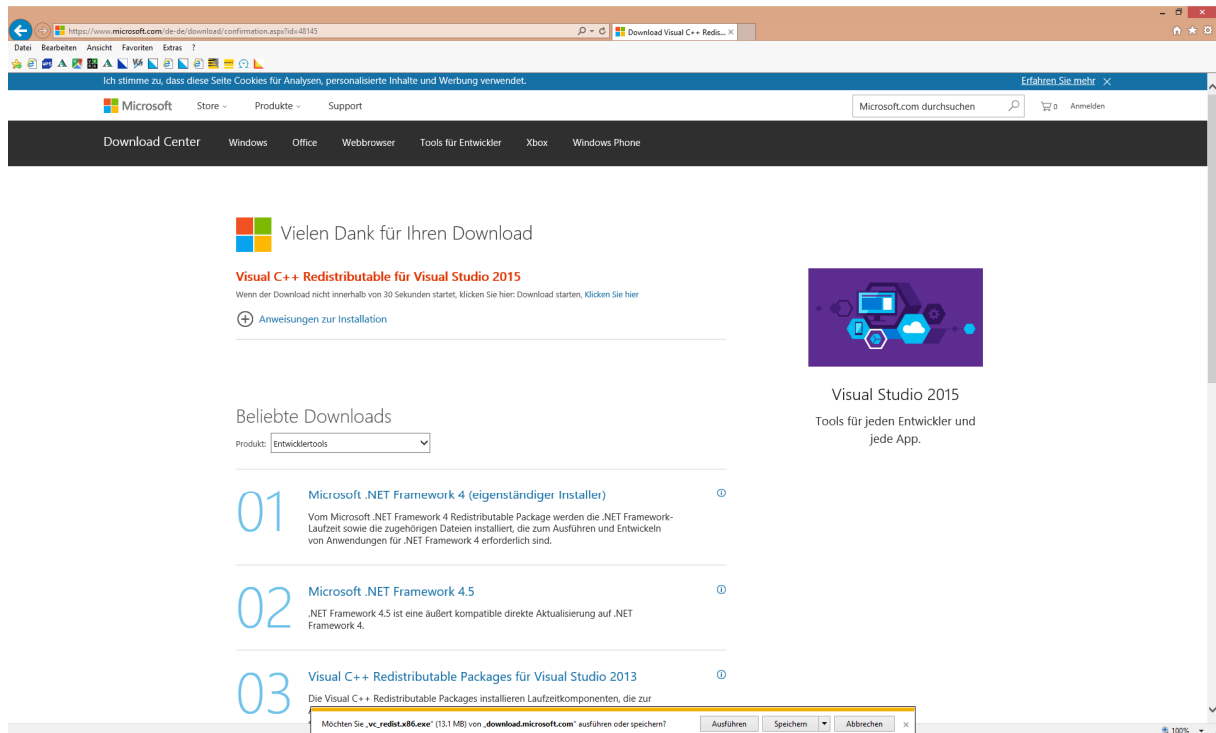 https://www.microsoft.com/de-de/download/confirmation.aspx?id=48145
Download Visual C++ Redis...
Datei Bearbeiten Ansicht Favoriten Extras ?
Ich stimme zu, dass diese Seite Cookies für Analysen, personalisierte Inhalte und Werbung verwendet. Erfahren Sie mehr
Microsoft Store Produkte Support Microsoft.com durchsuchen 0 Anmelden
Download Center Windows Office Webbrowser Tools für Entwickler Xbox Windows Phone
Vielen Dank für Ihren Download
Visual C++ Redistributable für Visual Studio 2015
Wenn der Download nicht innerhalb von 30 Sekunden startet, klicken Sie hier: Download starten, Klicken Sie hier
Anweisungen zur Installation
Visual Studio 2015
Tools für jeden Entwickler und
jede App.
Beliebte Downloads
Produkt: Entwicklertools
01
Microsoft .NET Framework 4 (eigenständiger Installer)
Vom Microsoft .NET Framework 4 Redistributable Package werden die .NET Framework-
Laufzeit sowie die zugehörigen Dateien installiert, die zum Ausführen und Entwickeln
von Anwendungen für .NET Framework 4 erforderlich sind.
02
Microsoft .NET Framework 4.5
.NET Framework 4.5 ist eine äußert kompatible direkte Aktualisierung auf .NET
Framework 4.
03
Visual C++ Redistributable Packages für Visual Studio 2013
Die Visual C++ Redistributable Packages installieren Laufzeitkomponenten, die zur
Möchten Sie „vc_redist.x86.exe“ (13.1 MB) von „download.microsoft.com“ ausführen oder speichern? Ausführen Speichern Abbrechen
100%